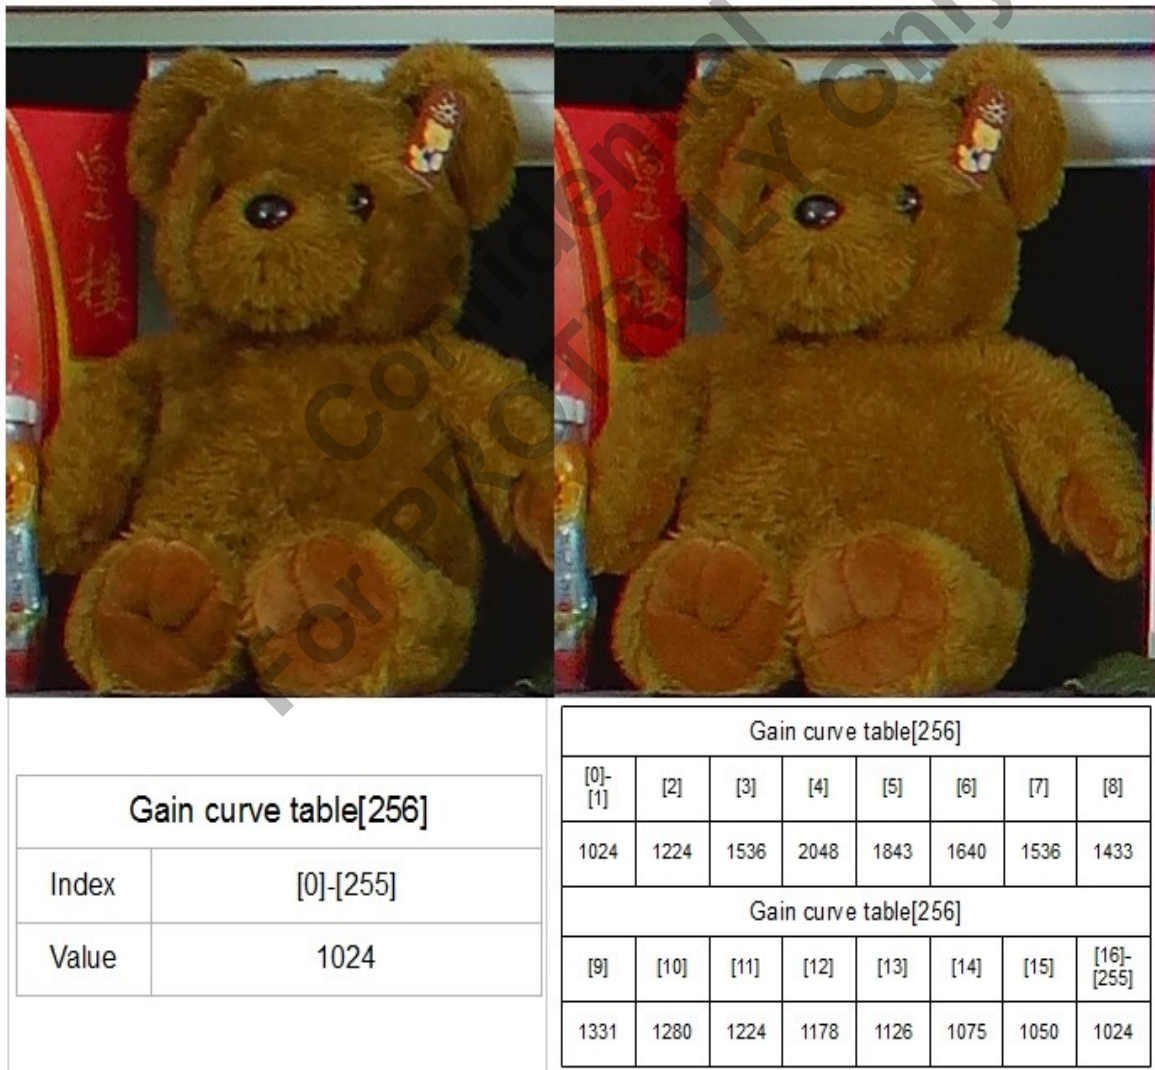 Confidential
For PROTRULY Only
Gain curve table[256]
Index [0]-[255]
Value 1024
Gain curve table[256]
[0]-[1] [2] [3] [4] [5] [6] [7] [8]
1024 1224 1536 2048 1843 1640 1536 1433
Gain curve table[256]
[9] [10] [11] [12] [13] [14] [15] [16]-[255]
1331 1280 1224 1178 1126 1075 1050 1024